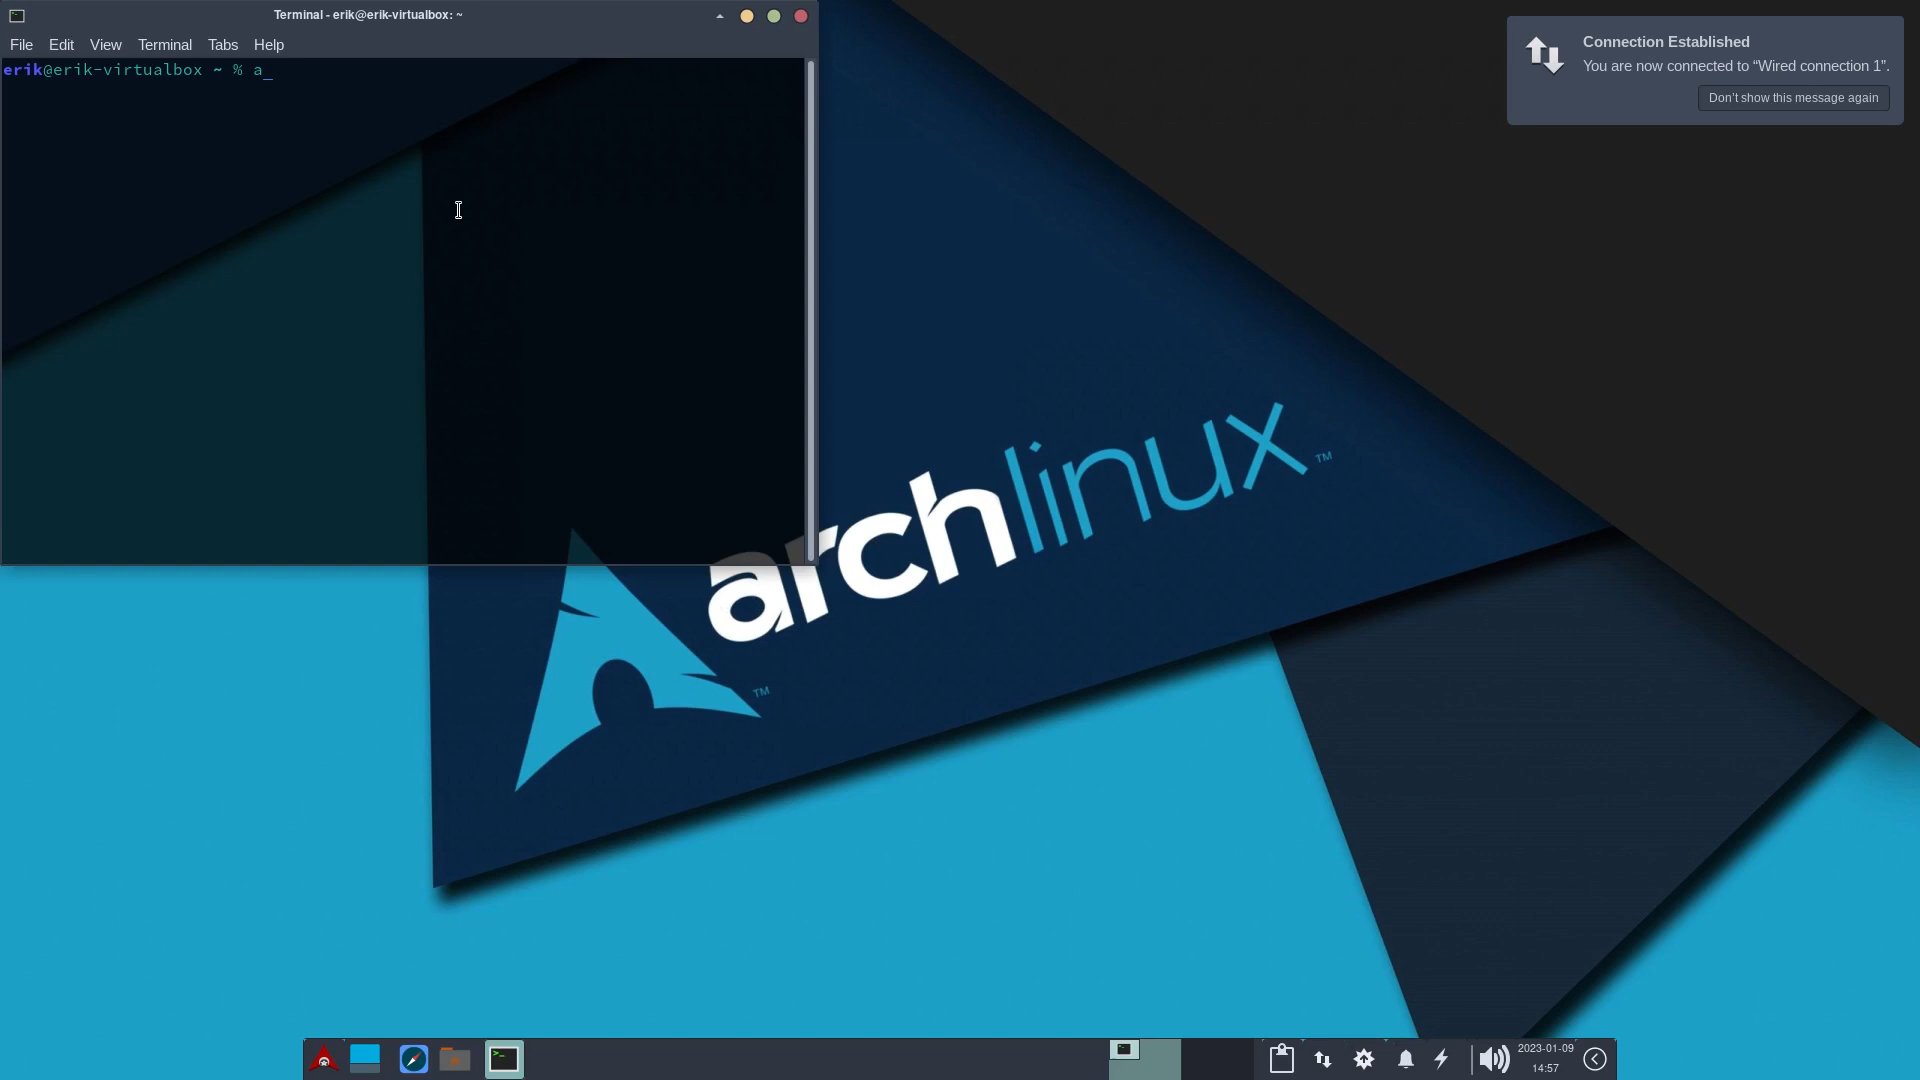 Terminal - erik@erik-virtualbox: ~
File Edit View Terminal Tabs Help
erik@erik-virtualbox ~ % a_
Connection Established
You are now connected to “Wired connection 1”.
Don’t show this message again
archlinux ™
™
2023-01-09
14:57